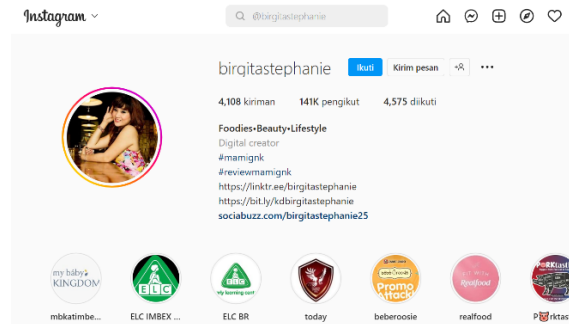 Instagram
@birgitastephanie
birgitastephanie Ikuti Kirim pesan
4,108 kiriman 141K pengikut 4,575 diikuti
Foodies•Beauty•Lifestyle
Digital creator
#mamignk
#reviewmamignk
https://linktr.ee/birgitastephanie
https://bit.ly/kdbirgitastephanie
sociabuzz.com/birgitastephanie25
my baby
KINGDOM
ELC
ELC
Promo
Attack
Realfood
mbkatimbe... ELC IMBEX ... ELC BR today beberoosie realfood